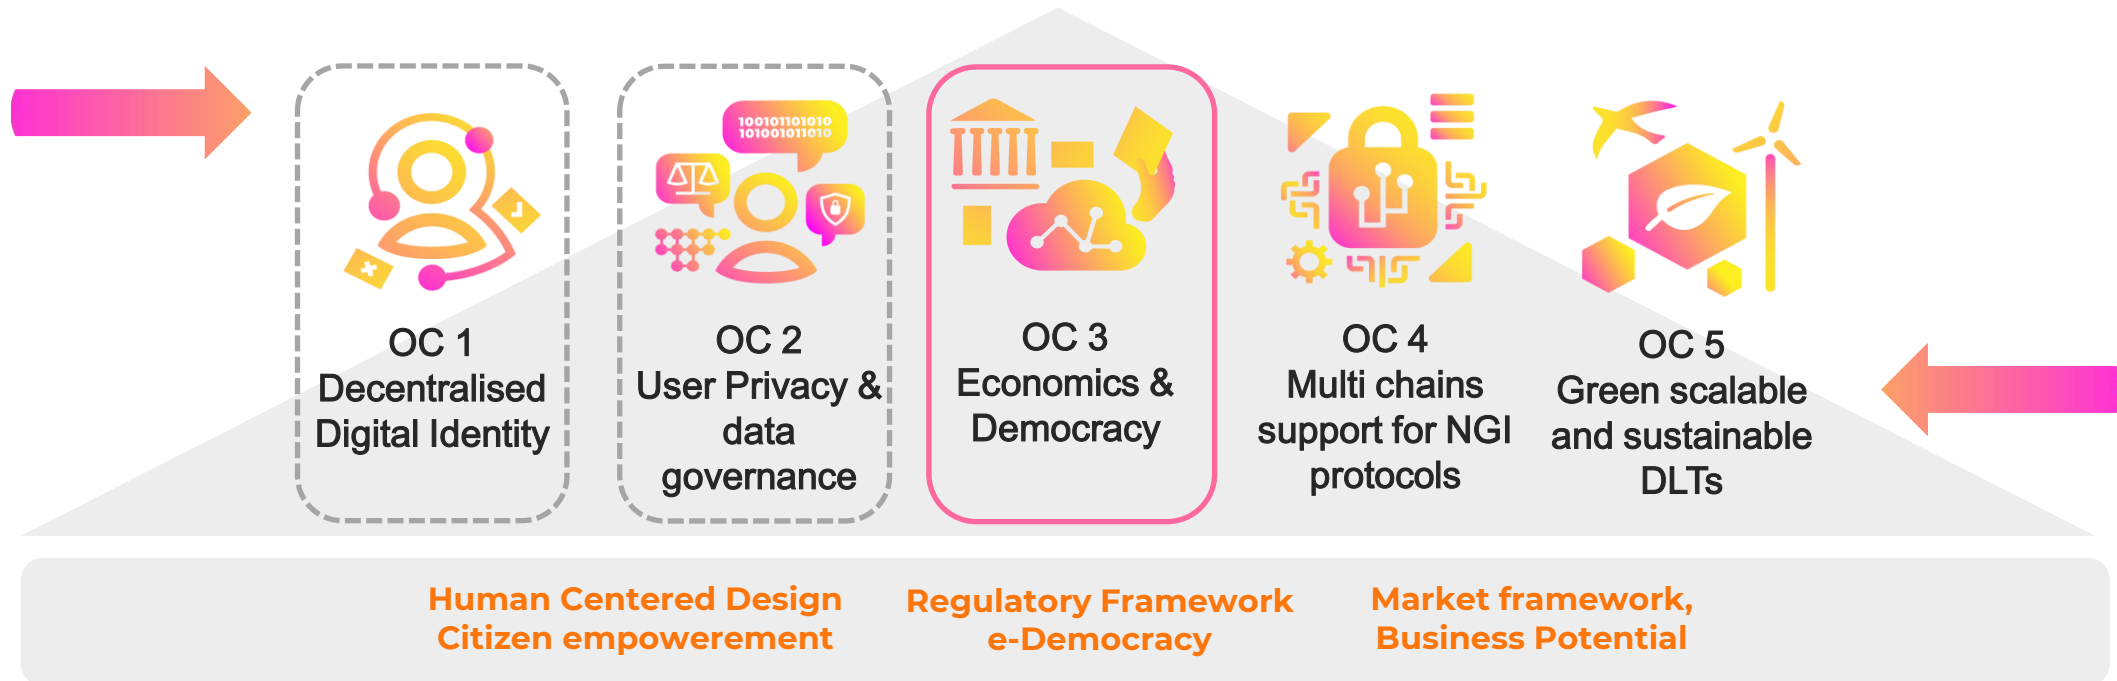 100101101010
101001011010
OC 1
Decentralised
Digital Identity
OC 2
User Privacy &
data
governance
OC 3
Economics &
Democracy
OC 4
Multi chains
support for NGI
protocols
OC 5
Green scalable
and sustainable
DLTs
Human Centered Design
Citizen empowerement
Regulatory Framework
e-Democracy
Market framework,
Business Potential